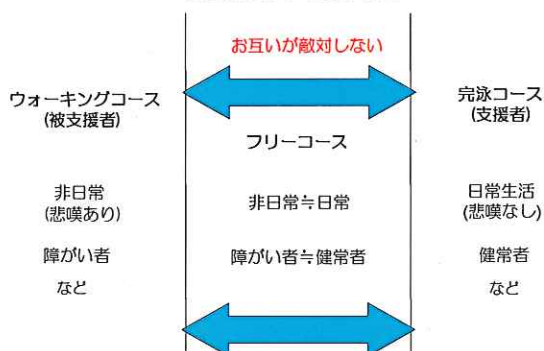 お互いが敵対しない
ウォーキングコース
(被支援者)
フリーコース
完泳コース
(支援者)
非日常
(悲嘆あり)
非日常≒日常
日常生活
(悲嘆なし)
障がい者
障がい者≒健常者
健常者
など
など